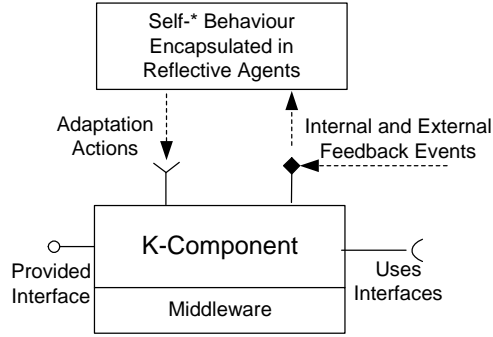 Self-* Behaviour
Encapsulated in
Reflective Agents
Adaptation
Actions
Internal and External
Feedback Events
K-Component
Provided
Interface
Uses
Interfaces
Middleware